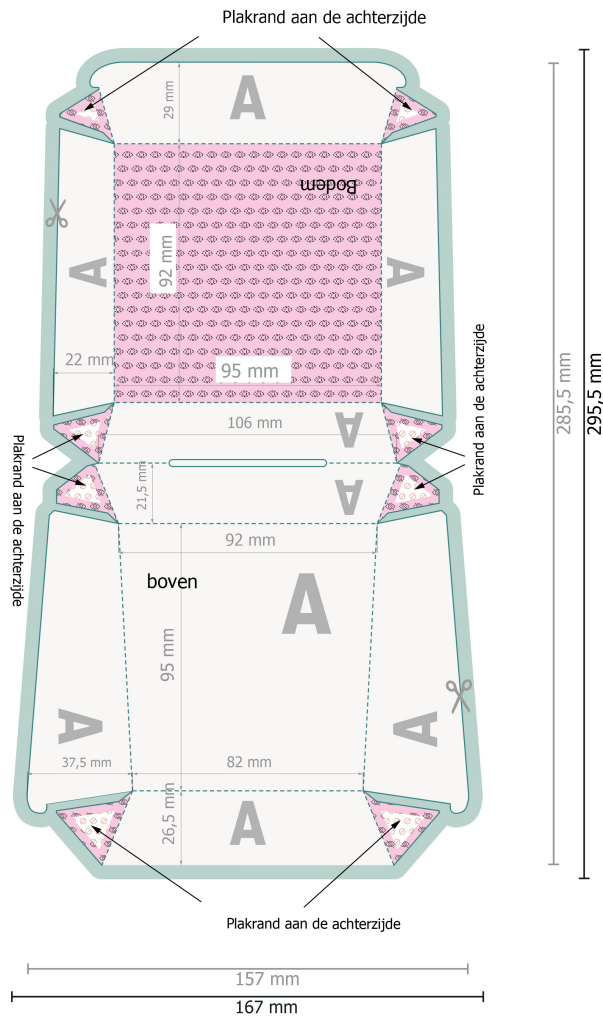 Plakrand aan de achterzijde
A
29 mm
Bodem
92 mm
A
A
22 mm
95 mm
Plakrand aan de achterzijde
285,5 mm
295,5 mm
106 mm
A
Plakrand aan de achterzijde
21,5 mm
A
92 mm
boven
A
95 mm
A
A
37,5 mm
82 mm
26,5 mm
A
Plakrand aan de achterzijde
157 mm
167 mm